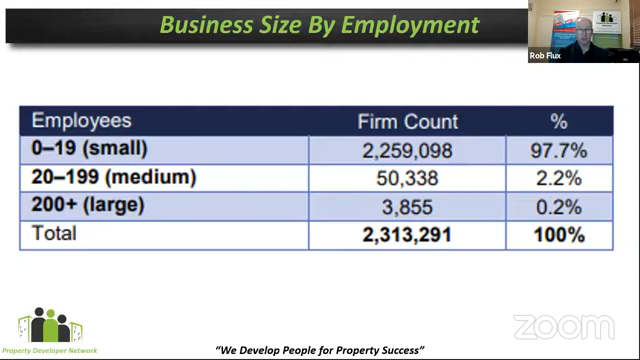 Business Size By Employment
Rob Flux
Employees Firm Count %
0–19 (small) 2,259,098 97.7%
20–199 (medium) 50,338 2.2%
200+ (large) 3,855 0.2%
Total 2,313,291 100%
zoom
Property Developer Network
“We Develop People for Property Success”